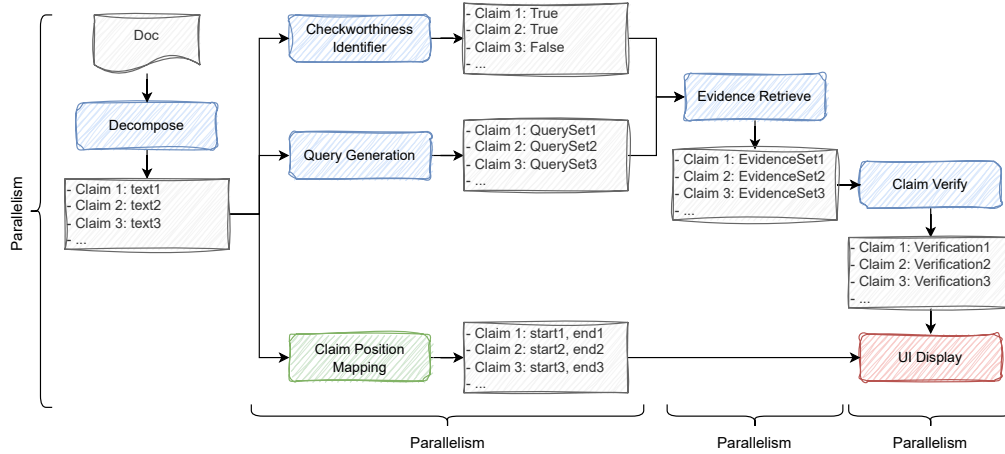 Parallelism
Doc
Decompose
- Claim 1: text1
- Claim 2: text2
- Claim 3: text3
- ...
Checkworthiness
Identifier
- Claim 1: True
- Claim 2: True
- Claim 3: False
- ...
Query Generation
- Claim 1: QuerySet1
- Claim 2: QuerySet2
- Claim 3: QuerySet3
- ...
Claim Position
Mapping
- Claim 1: start1, end1
- Claim 2: start2, end2
- Claim 3: start3, end3
- ...
Parallelism
Evidence Retrieve
- Claim 1: EvidenceSet1
- Claim 2: EvidenceSet2
- Claim 3: EvidenceSet3
- ...
Parallelism
Claim Verify
- Claim 1: Verification1
- Claim 2: Verification2
- Claim 3: Verification3
- ...
UI Display
Parallelism